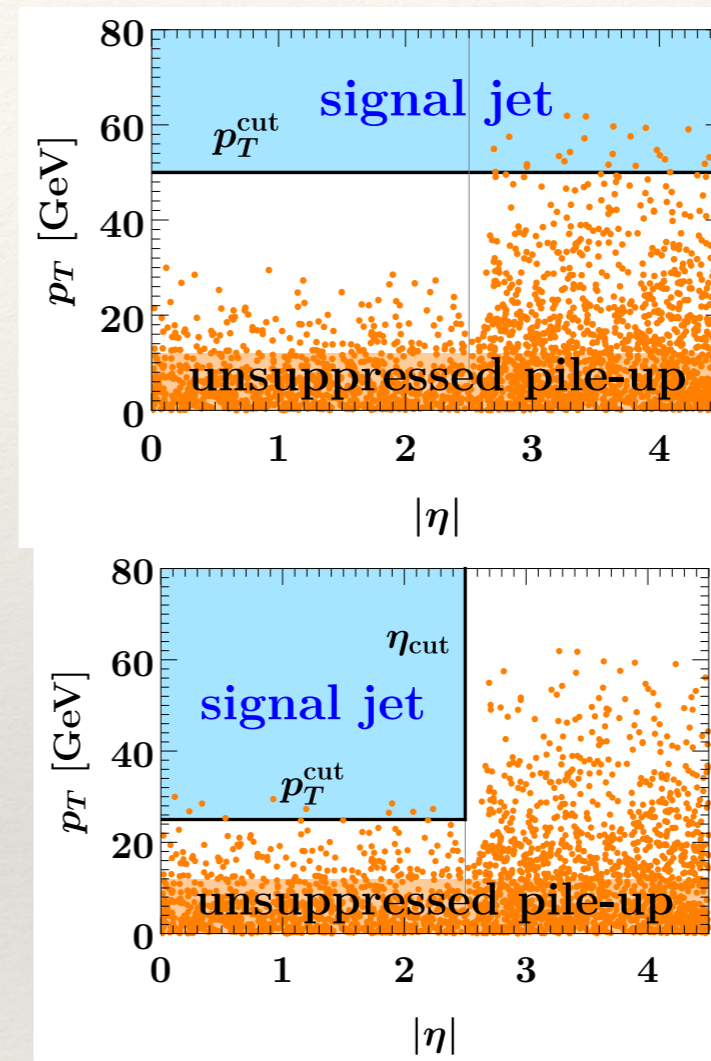 80
signal jet
p_T^cut
60
40
20
0
p_T [GeV]
unsuppressed pile-up
0 1 2 3 4
|η|
80
η_cut
60
signal jet
p_T^cut
40
20
0
p_T [GeV]
unsuppressed pile-up
0 1 2 3 4
|η|